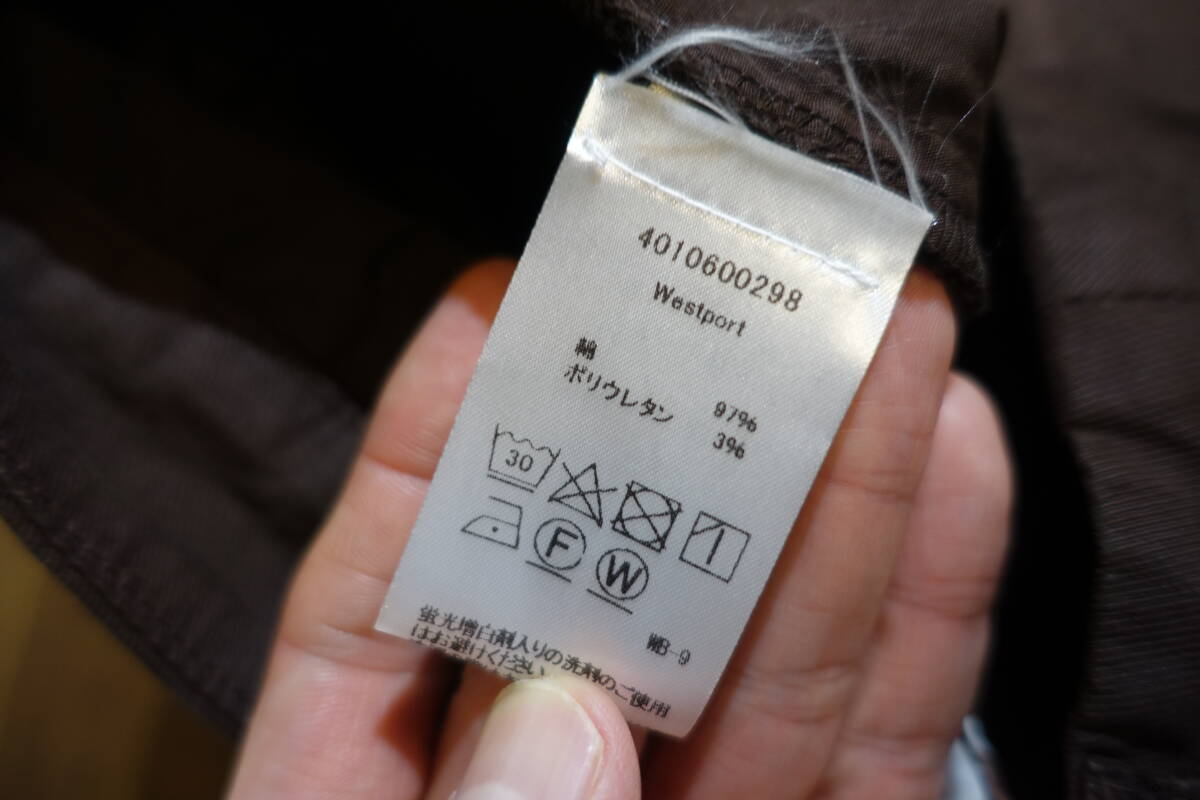 4010600298
Westport
綿 97%
ポリウレタン 3%
30
F
W
WB-9
蛍光増白剤入りの洗剤のご使用
はお避けください